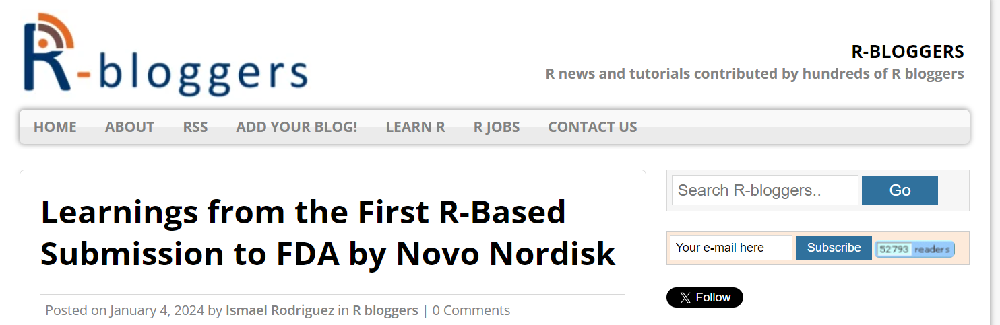 R-bloggers
R-BLOGGERS
R news and tutorials contributed by hundreds of R bloggers
HOME ABOUT RSS ADD YOUR BLOG! LEARN R R JOBS CONTACT US
Learnings from the First R-Based
Submission to FDA by Novo Nordisk
Posted on January 4, 2024 by Ismael Rodriguez in R bloggers | 0 Comments
Search R-bloggers.. Go
Your e-mail here Subscribe 52793 readers
X Follow